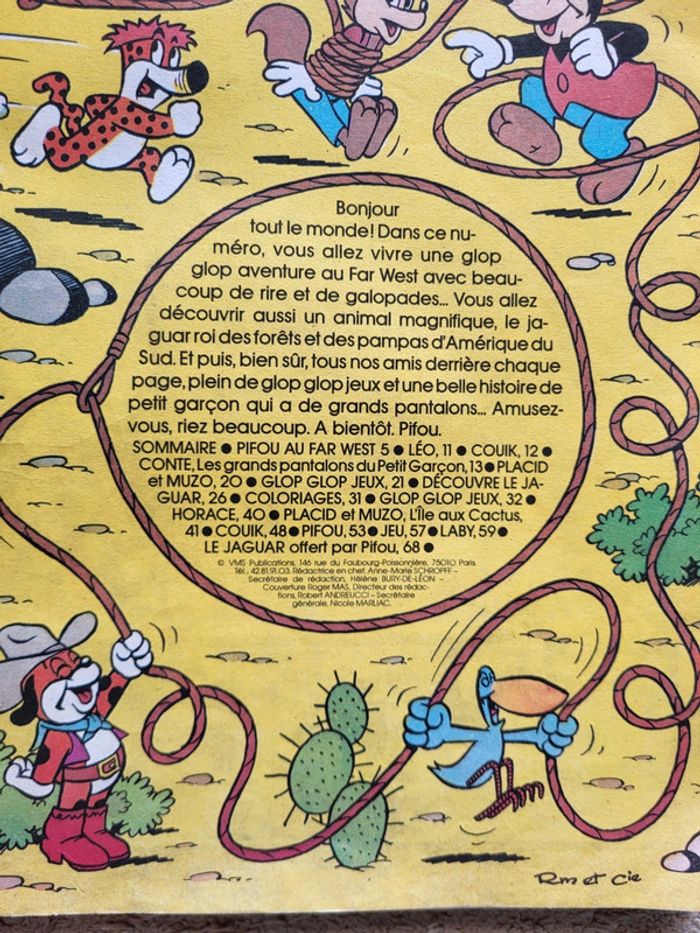 Bonjour
tout le monde! Dans ce nu-
méro, vous allez vivre une glop
glop aventure au Far West avec beau-
coup de rire et de galopades... Vous allez
découvrir aussi un animal magnifique, le ja-
guar roi des forêts et des pampas d'Amérique du
Sud. Et puis, bien sûr, tous nos amis derrière chaque
page, plein de glop glop jeux et une belle histoire de
petit garçon qui a de grands pantalons... Amusez-
vous, riez beaucoup. A bientôt. Pifou.
SOMMAIRE ● PIFOU AU FAR WEST 5 ● LÉO, 11 ● COUIK, 12 ●
CONTE, Les grands pantalons du Petit Garçon, 13 ● PLACID
et MUZO, 20 ● GLOP GLOP JEUX, 21 ● DÉCOUVRE LE JA-
GUAR, 26 ● COLORIAGES, 31 ● GLOP GLOP JEUX, 32 ●
HORACE, 40 ● PLACID et MUZO, L'île aux Cactus,
41 ● COUIK, 48 ● PIFOU, 53 ● JEU, 57 ● LABY, 59 ●
LE JAGUAR offert par Pifou, 68 ●
© VMS Publications, 146 rue du Faubourg-Poissonnière, 75010 Paris.
Tél. 42.81.91.03. Rédactrice en chef, Anne-Marie SCHROPFF –
Secrétaire de rédaction, Hélène BURY-DE-LÉON –
Couverture Roger MAS. Directeur des rédac-
tions, Robert ANDREUCCI – Secrétaire
générale, Nicole MARLIAC.
Rm et Cie